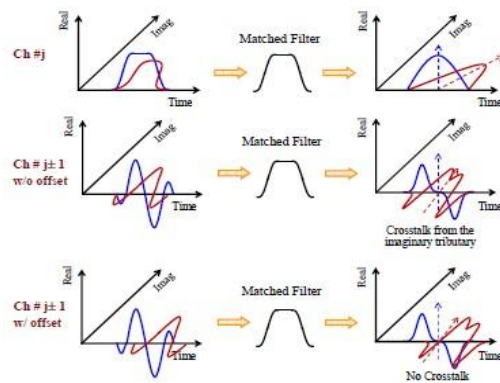 Real
Imag
Ch #j
Matched Filter
Time
Real
Imag
Time
Real
Imag
Ch # j± 1
w/o offset
Matched Filter
Time
Real
Imag
Time
Crosstalk from the
imaginary tributary
Real
Imag
Ch # j± 1
w/ offset
Matched Filter
Time
Real
Imag
Time
No Crosstalk